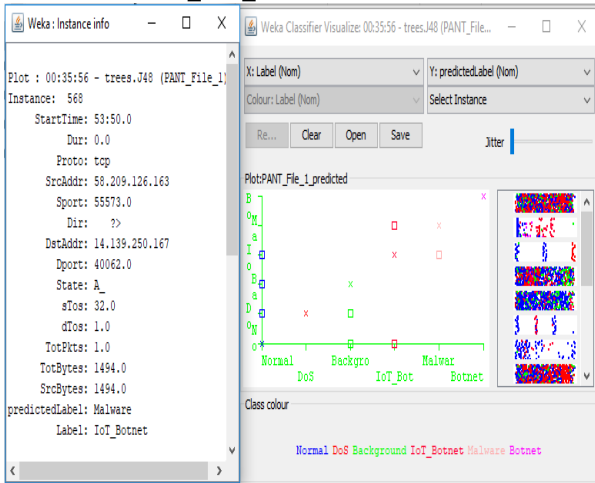 Weka : Instance info
Plot : 00:35:56 - trees.J48 (PANT_File_1)
Instance: 568
StartTime: 53:50.0
Dur: 0.0
Proto: tcp
SrcAddr: 58.209.126.163
Sport: 55573.0
Dir: ?>
DstAddr: 14.139.250.167
Dport: 40062.0
State: A_
sTos: 32.0
dTos: 1.0
TotPkts: 1.0
TotBytes: 1494.0
SrcBytes: 1494.0
predictedLabel: Malware
Label: IoT_Botnet
Weka Classifier Visualize: 00:35:56 - trees.J48 (PANT_File...
X: Label (Nom)
Y: predictedLabel (Nom)
Colour: Label (Nom)
Select Instance
Re...
Clear
Open
Save
Jitter
Plot:PANT_File_1_predicted
B
o
M
a
I
o
B
a
D
o
N
o
Normal
Backgro
Malwar
DoS
IoT_Bot
Botnet
Class colour
Normal DoS Background IoT_Botnet Malware Botnet